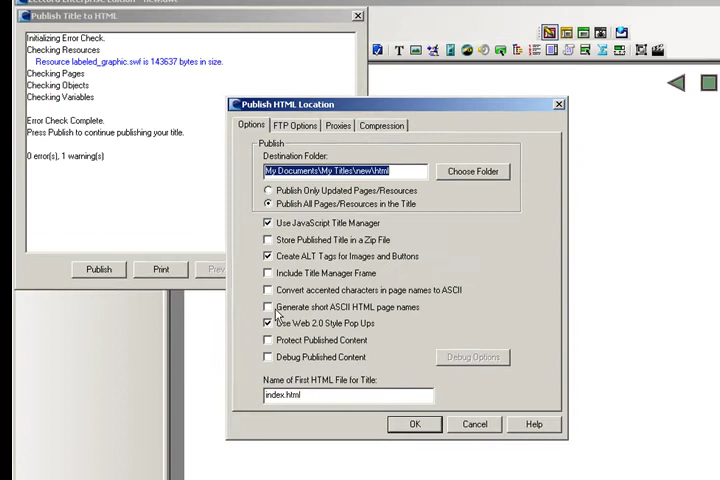 Publish Title to HTML
Initializing Error Check.
Checking Resources
Resource labeled_graphic.swf is 143637 bytes in size.
Checking Pages
Checking Objects
Checking Variables
Error Check Complete.
Press Publish to continue publishing your title.
0 error(s), 1 warning(s)
Publish
Print
Prev
Publish HTML Location
Options
FTP Options
Proxies
Compression
Publish
Destination Folder:
My Documents\My Titles\new\html
Choose Folder
Publish Only Updated Pages/Resources
Publish All Pages/Resources in the Title
Use JavaScript Title Manager
Store Published Title in a Zip File
Create ALT Tags for Images and Buttons
Include Title Manager Frame
Convert accented characters in page names to ASCII
Generate short ASCII HTML page names
Use Web 2.0 Style Pop Ups
Protect Published Content
Debug Published Content
Debug Options
Name of First HTML File for Title:
index.html
OK
Cancel
Help